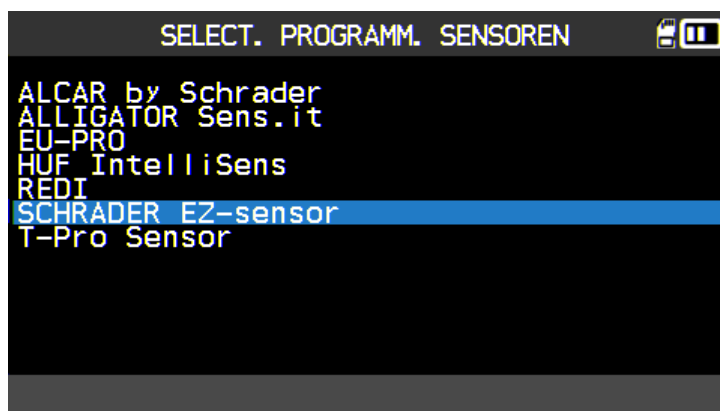 SELECT. PROGRAMM. SENSOREN
ALCAR by Schrader
ALLIGATOR Sens.it
EU-PRO
HUF IntelliSens
REDI
SCHRADER EZ-sensor
T-Pro Sensor